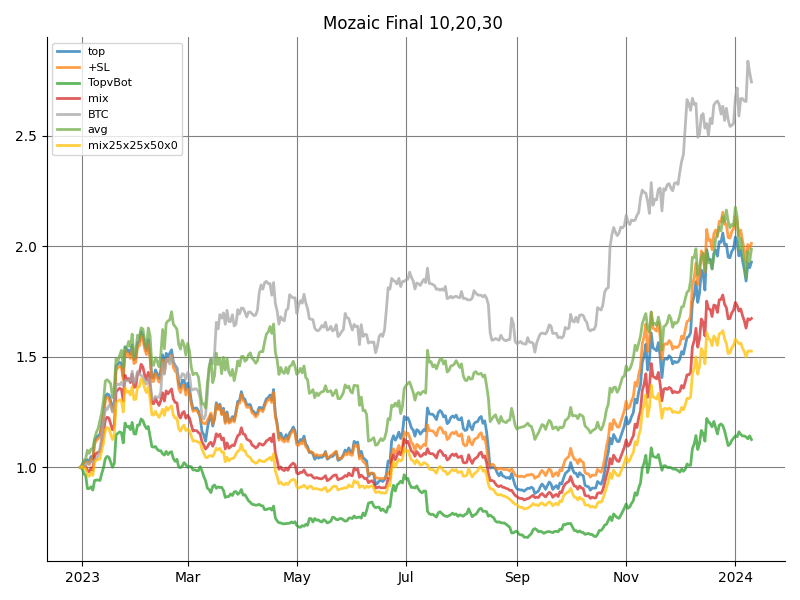 Mozaic Final 10,20,30
top
+SL
TopvBot
mix
BTC
avg
mix25x25x50x0
2.5
2.0
1.5
1.0
2023 Mar May Jul Sep Nov 2024